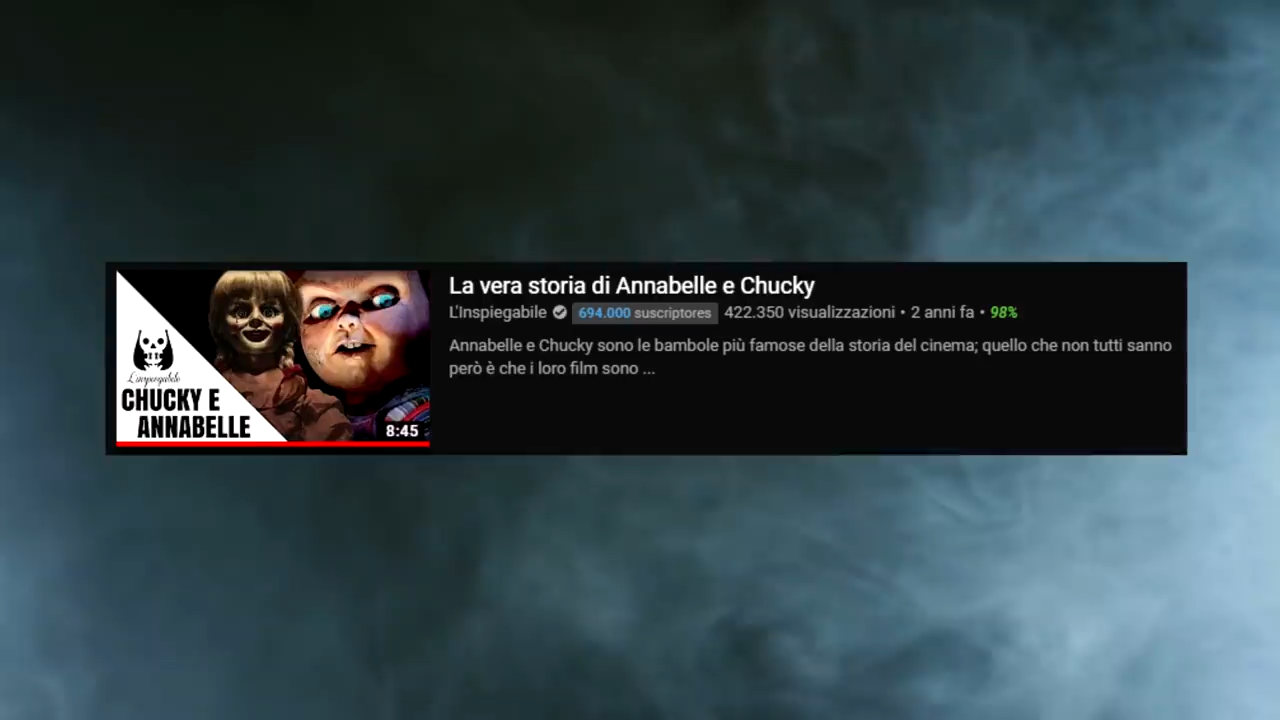 La vera storia di Annabelle e Chucky
L'Inspiegabile 694.000 suscriptores 422.350 visualizzazioni • 2 anni fa • 98%
Annabelle e Chucky sono le bambole più famose della storia del cinema; quello che non tutti sanno
però è che i loro film sono ...
L'inspiegabile
CHUCKY E
ANNABELLE
8:45